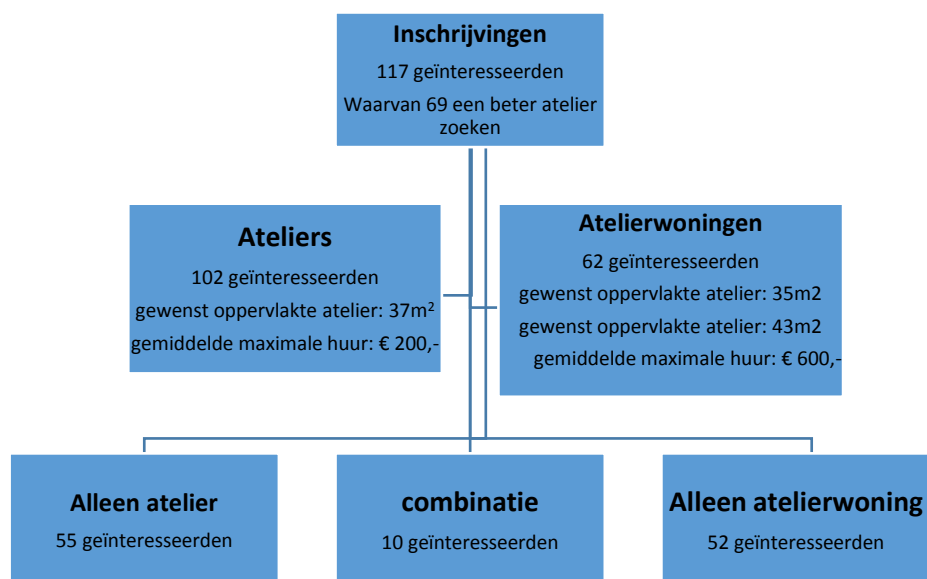 Inschrijvingen
117 geïnteresseerden
Waarvan 69 een beter atelier
zoeken
Ateliers
102 geïnteresseerden
gewenst oppervlakte atelier: 37m²
gemiddelde maximale huur: € 200,-
Atelierwoningen
62 geïnteresseerden
gewenst oppervlakte atelier: 35m2
gewenst oppervlakte atelier: 43m2
gemiddelde maximale huur: € 600,-
Alleen atelier
55 geïnteresseerden
combinatie
10 geïnteresseerden
Alleen atelierwoning
52 geïnteresseerden